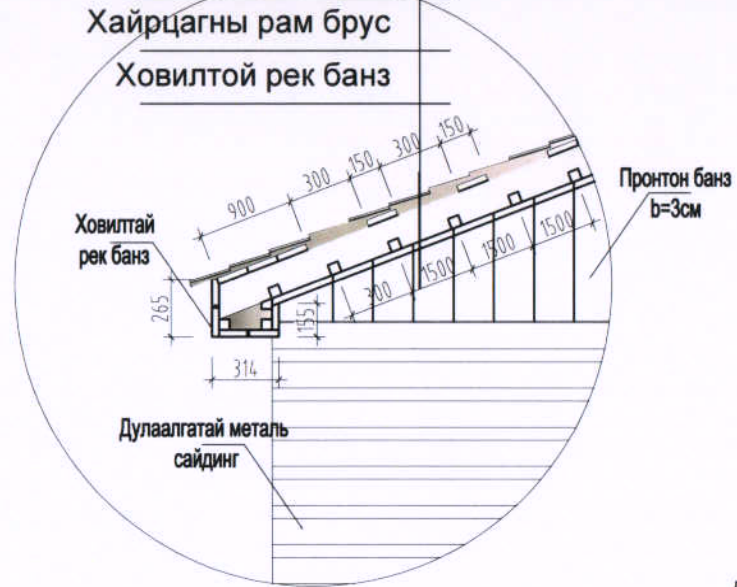 Хайрцагны рам брус
Ховилтой рек банз
150
300
150
300
900
Пронтон банз
b=3см
Ховилтай
рек банз
1500
1500
1500
300
265
155
314
Дулаалгатай металь
сайдинг